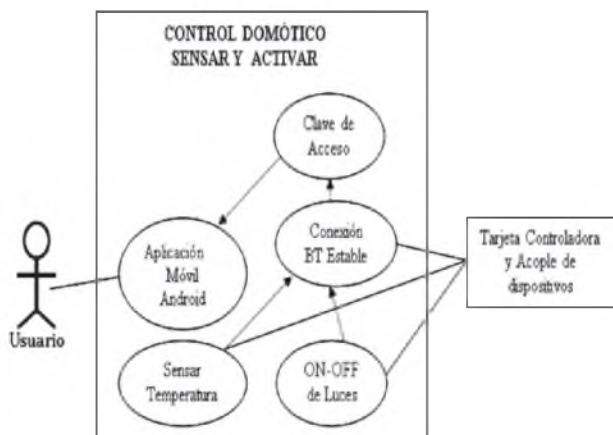 CONTROL DOMÓTICO
SENSAR Y ACTIVAR
Clave de
Acceso
Conexión
BT Estable
Aplicación
Móvil
Android
Tarjeta Controladora
y Acople de
dispositivos
Usuario
Sensar
Temperatura
ON-OFF
de Luces